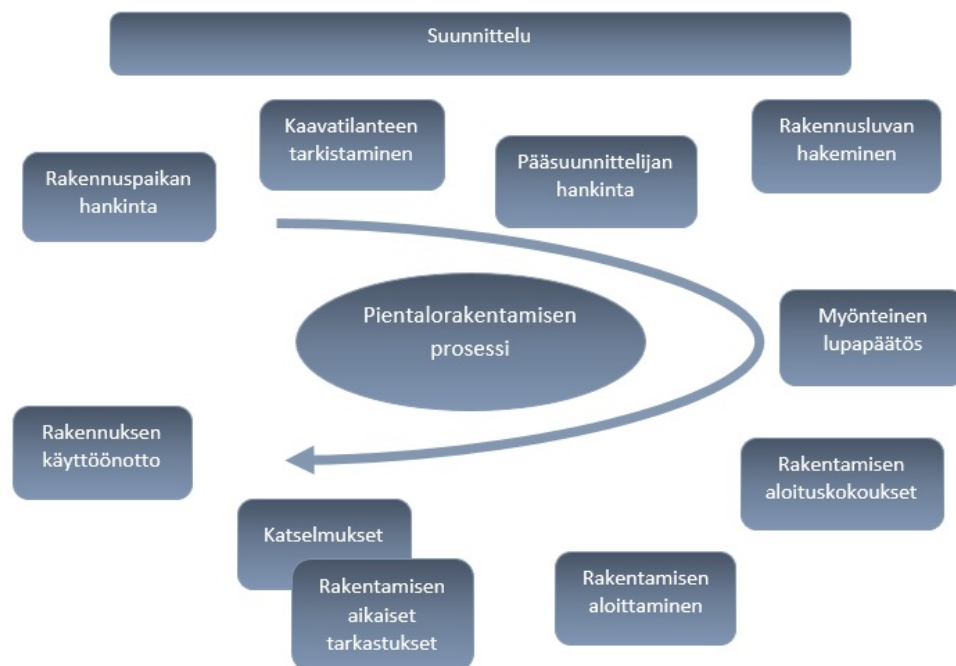 Suunnittelu
Rakennuspaikan
hankinta
Kaavatilanteen
tarkistaminen
Pääsuunnittelijan
hankinta
Rakennusluvan
hakeminen
Pientalorakentamisen
prosessi
Myönteinen
lupapäätös
Rakentamisen
aloituskokoukset
Rakentamisen
aloittaminen
Katselmukset
Rakentamisen
aikaiset
tarkastukset
Rakennuksen
käyttöönotto